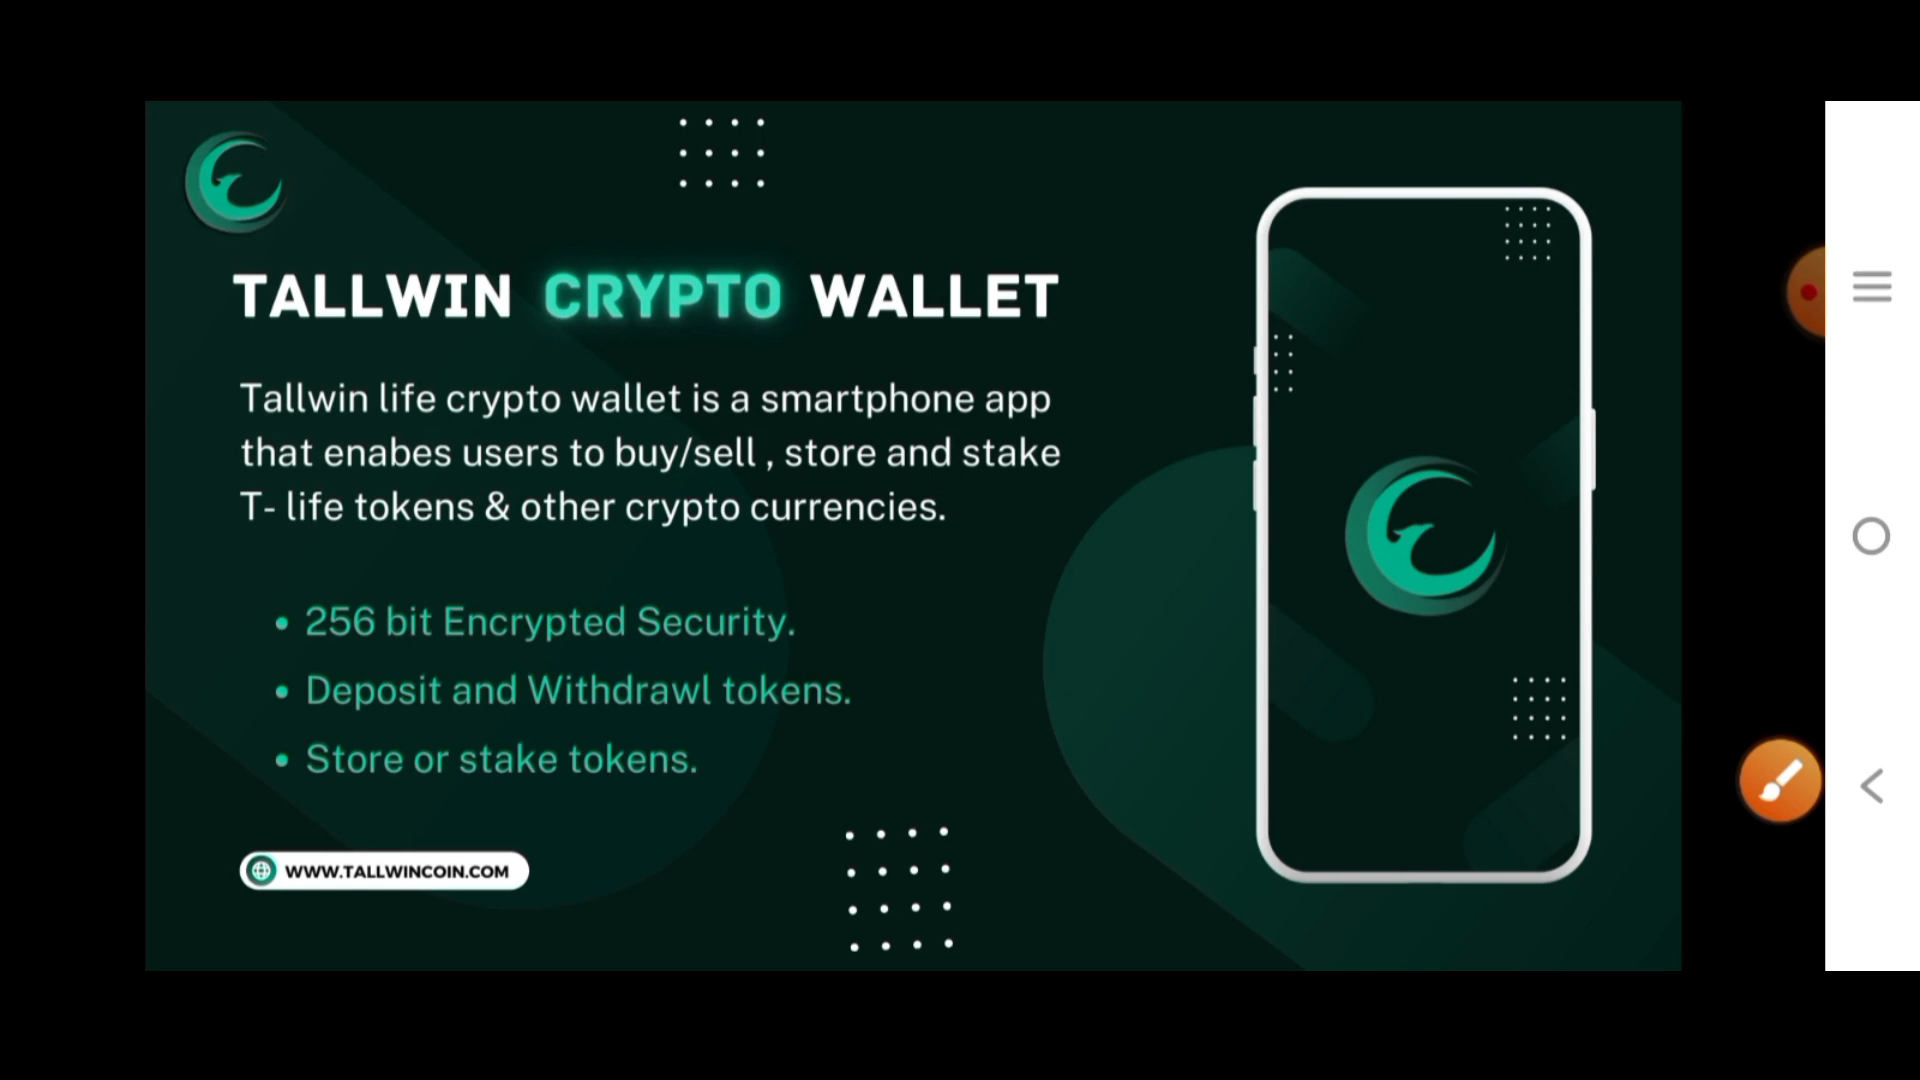 TALLWIN CRYPTO WALLET
Tallwin life crypto wallet is a smartphone app
that enabes users to buy/sell , store and stake
T- life tokens & other crypto currencies.
• 256 bit Encrypted Security.
• Deposit and Withdrawl tokens.
• Store or stake tokens.
WWW.TALLWINCOIN.COM